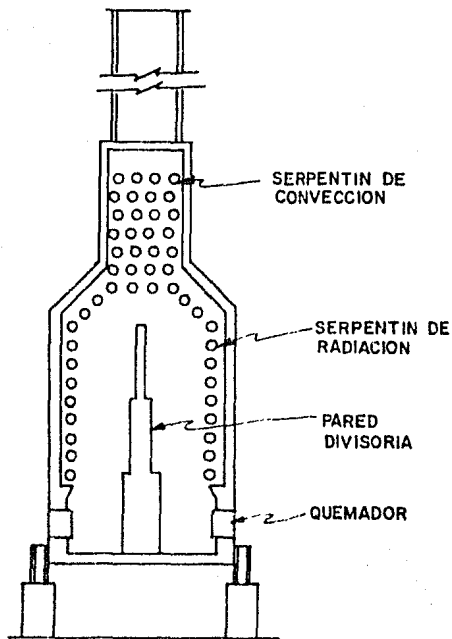 SERPENTIN DE
CONVECCION
SERPENTIN DE
RADIACION
PARED
DIVISORIA
QUEMADOR